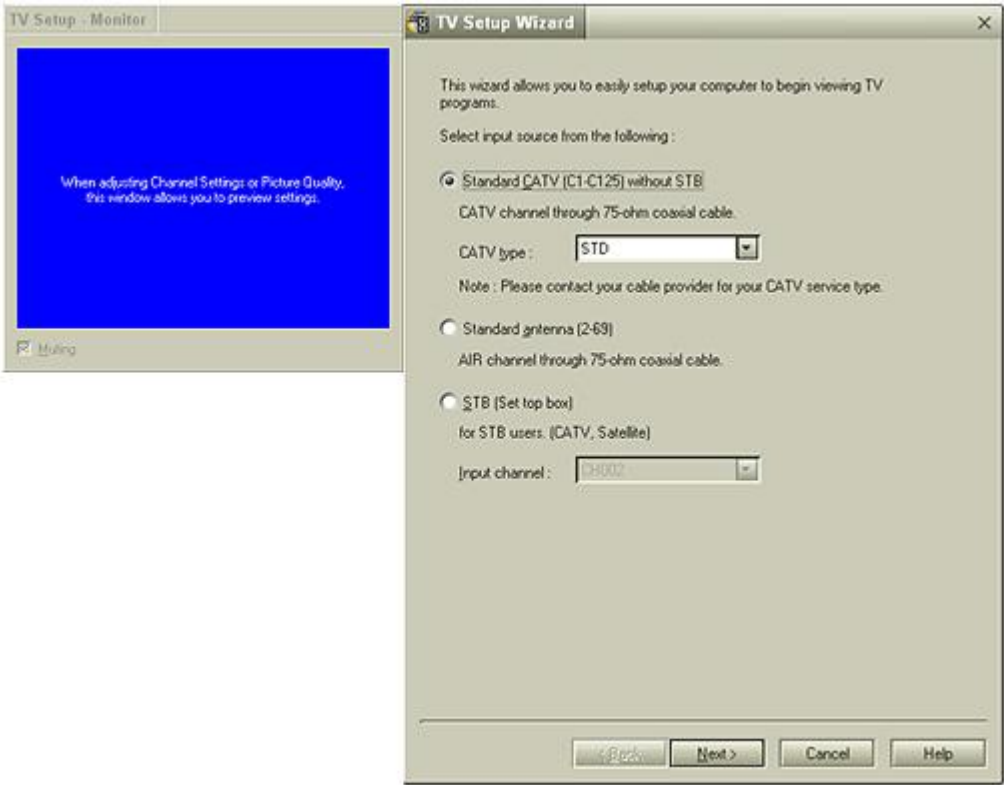 TV Setup - Monitor
When adjusting Channel Settings or Picture Quality,
this window allows you to preview settings.
Muting
TV Setup Wizard
This wizard allows you to easily setup your computer to begin viewing TV
programs.
Select input source from the following :
Standard CATV (C1-C125) without STB
CATV channel through 75-ohm coaxial cable.
CATV type : STD
Note : Please contact your cable provider for your CATV service type.
Standard antenna (2-69)
AIR channel through 75-ohm coaxial cable.
STB (Set top box)
for STB users. (CATV, Satellite)
Input channel : CH002
< Back Next > Cancel Help